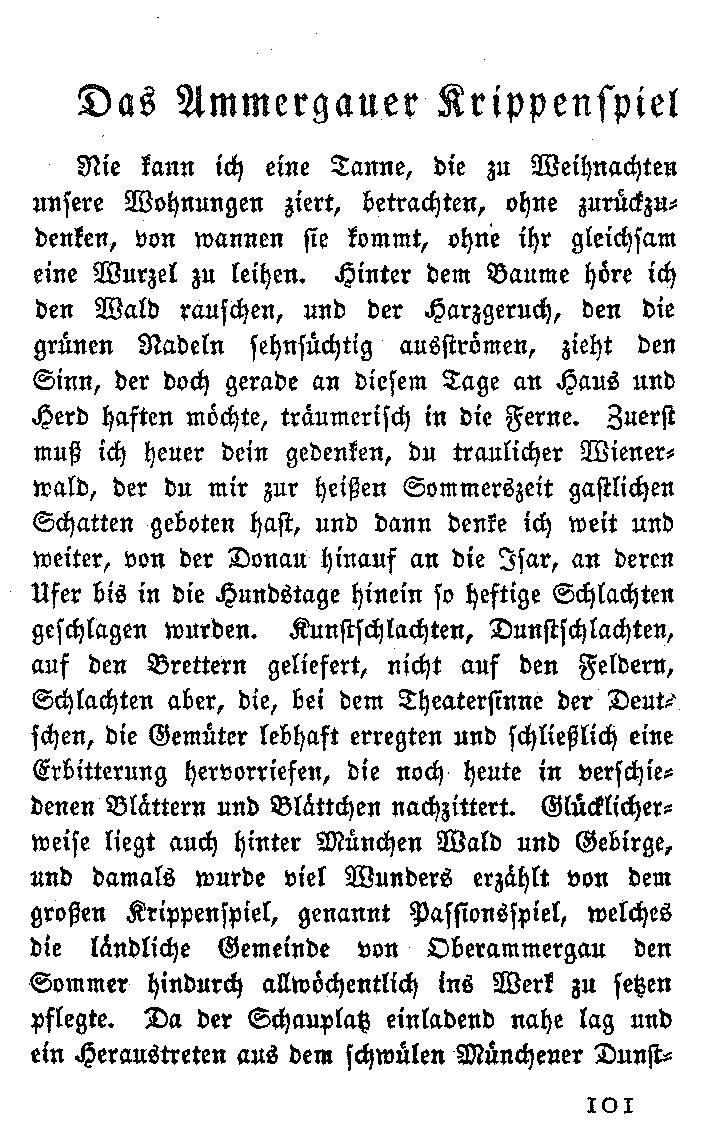 Das Ammergauer Krippenspiel
Nie kann ich eine Tanne, die zu Weihnachten
unsere Wohnungen ziert, betrachten, ohne zurückzu-
denken, von wannen sie kommt, ohne ihr gleichsam
eine Wurzel zu leihen. Hinter dem Baume höre ich
den Wald rauschen, und der Harzgeruch, den die
grünen Nadeln sehnsüchtig ausströmen, zieht den
Sinn, der doch gerade an diesem Tage an Haus und
Herd haften möchte, träumerisch in die Ferne. Zuerst
muß ich heuer dein gedenken, du traulicher Wiener-
wald, der du mir zur heißen Sommerszeit gastlichen
Schatten geboten hast, und dann denke ich weit und
weiter, von der Donau hinauf an die Isar, an deren
Ufer bis in die Hundstage hinein so heftige Schlachten
geschlagen wurden. Kunstschlachten, Dunstschlachten,
auf den Brettern geliefert, nicht auf den Feldern,
Schlachten aber, die, bei dem Theatersinne der Deut-
schen, die Gemüter lebhaft erregten und schließlich eine
Erbitterung hervorriefen, die noch heute in verschie-
denen Blättern und Blättchen nachzittert. Glücklicher-
weise liegt auch hinter München Wald und Gebirge,
und damals wurde viel Wunders erzählt von dem
großen Krippenspiel, genannt Passionsspiel, welches
die ländliche Gemeinde von Oberammergau den
Sommer hindurch allwöchentlich ins Werk zu setzen
pflegte. Da der Schauplatz einladend nahe lag und
ein Heraustreten aus dem schwülen Münchener Dunst-
101